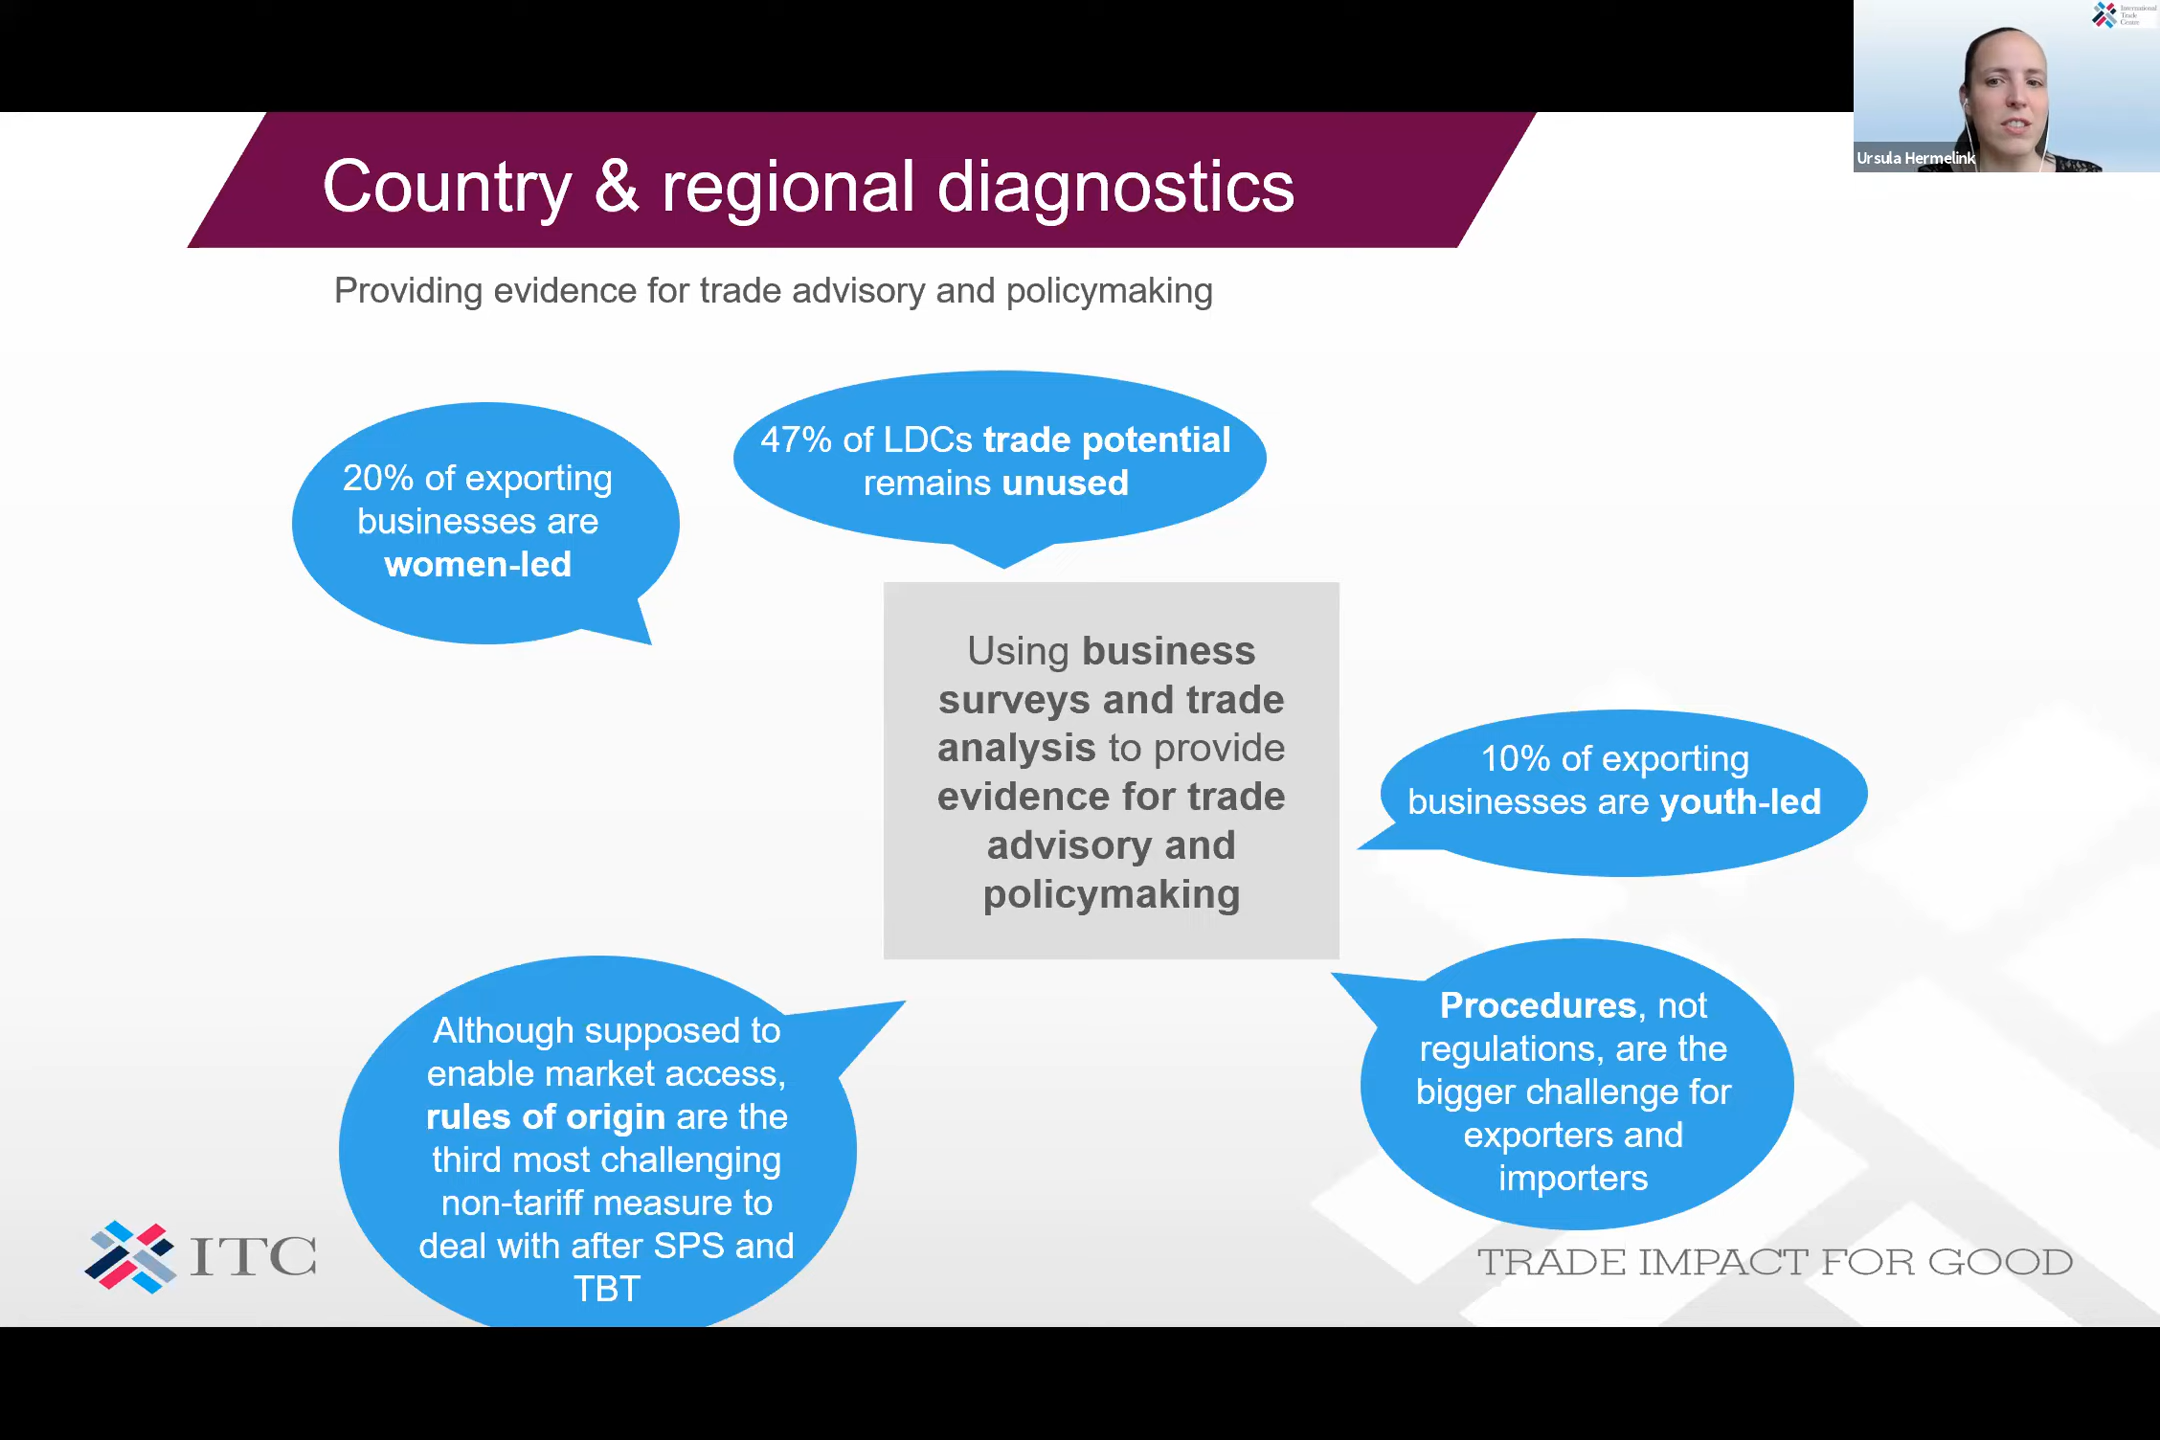 International
Trade
Centre
Ursula Hermelink
Country & regional diagnostics
Providing evidence for trade advisory and policymaking
47% of LDCs trade potential
remains unused
20% of exporting
businesses are
women-led
Using business
surveys and trade
analysis to provide
evidence for trade
advisory and
policymaking
10% of exporting
businesses are youth-led
Although supposed to
enable market access,
rules of origin are the
third most challenging
non-tariff measure to
deal with after SPS and
TBT
Procedures, not
regulations, are the
bigger challenge for
exporters and
importers
ITC
TRADE IMPACT FOR GOOD